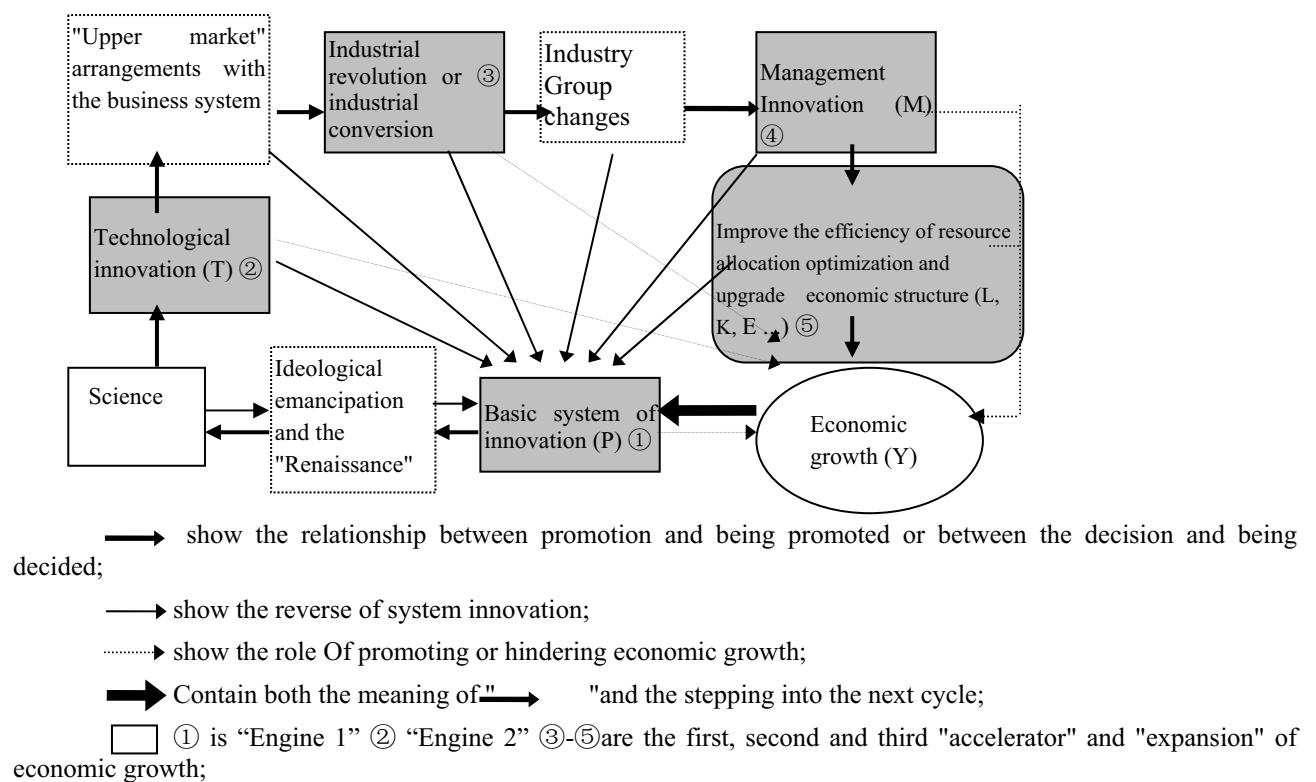 "Upper market"
arrangements with
the business system
Industrial
revolution or ③
industrial
conversion
Industry
Group
changes
Management
Innovation (M)
④
Technological
innovation (T) ②
Improve the efficiency of resource
allocation optimization and
upgrade economic structure (L,
K, E ...) ⑤
Science
Ideological
emancipation
and the
"Renaissance"
Basic system of
innovation (P) ①
Economic
growth (Y)
show the relationship between promotion and being promoted or between the decision and being
decided;
show the reverse of system innovation;
show the role Of promoting or hindering economic growth;
Contain both the meaning of " "and the stepping into the next cycle;
① is “Engine 1” ② “Engine 2” ③-⑤are the first, second and third "accelerator" and "expansion" of
economic growth;